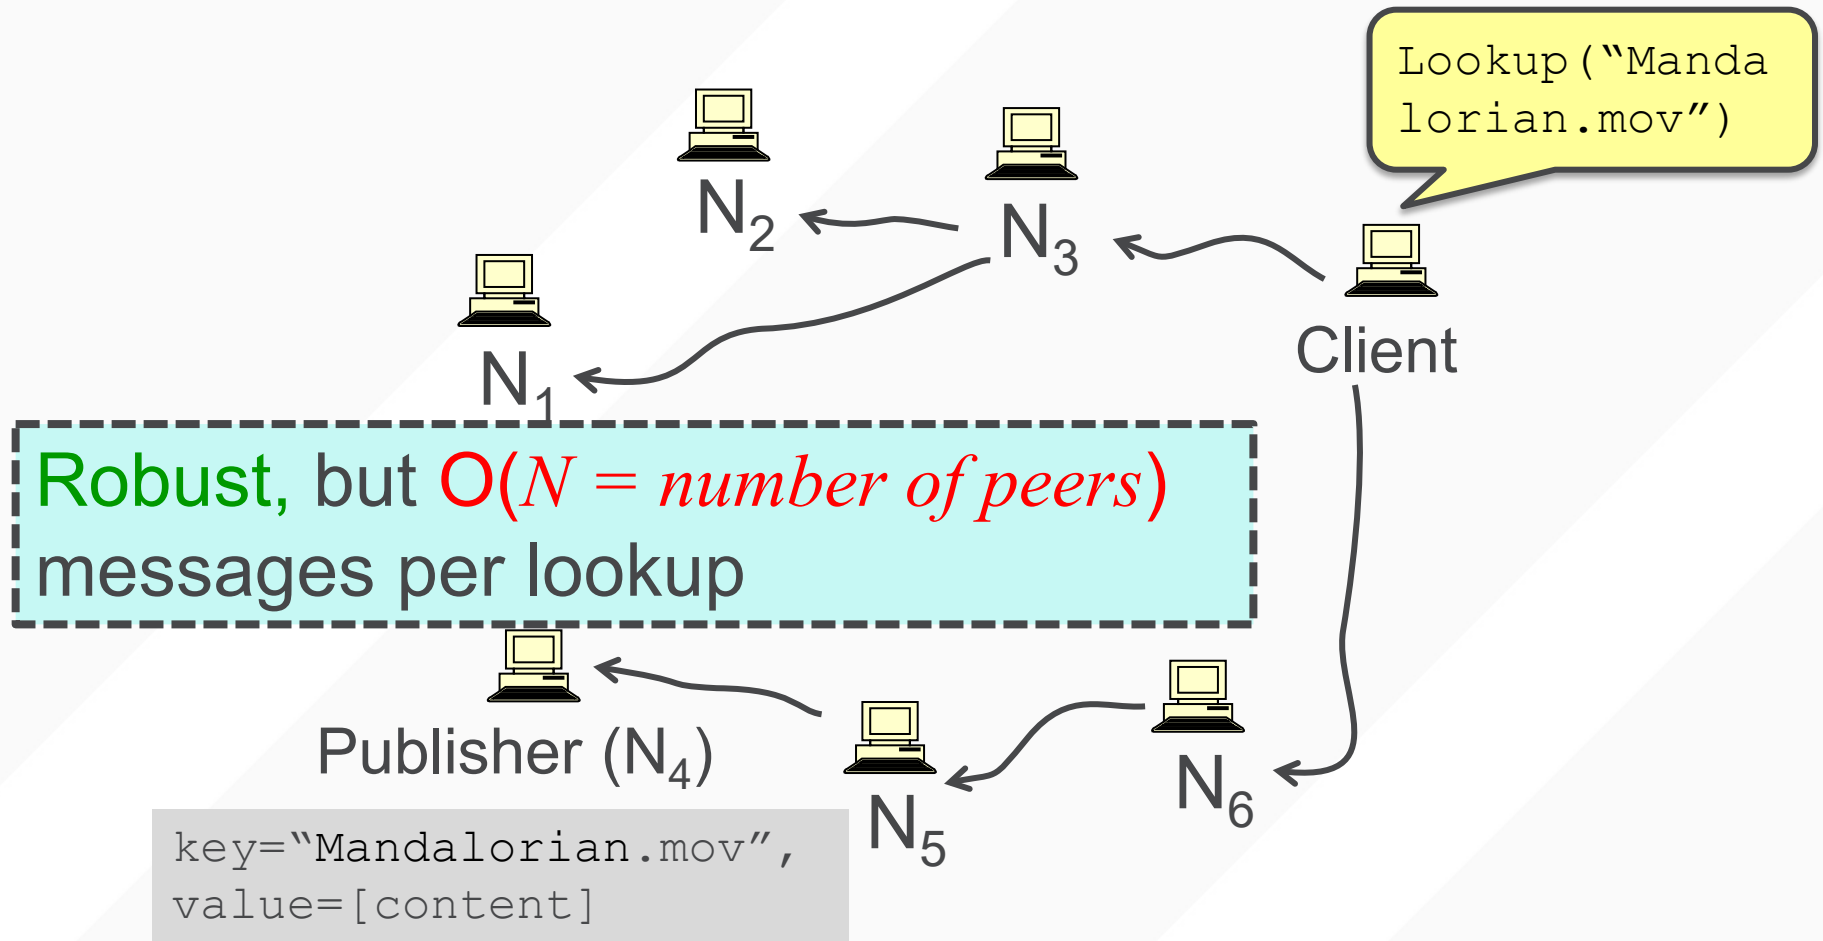 Lookup(“Manda
lorian.mov”)
N2
N3
Client
N1
Robust, but O(N = number of peers)
messages per lookup
Publisher (N4)
N6
N5
key=“Mandalorian.mov”,
value=[content]